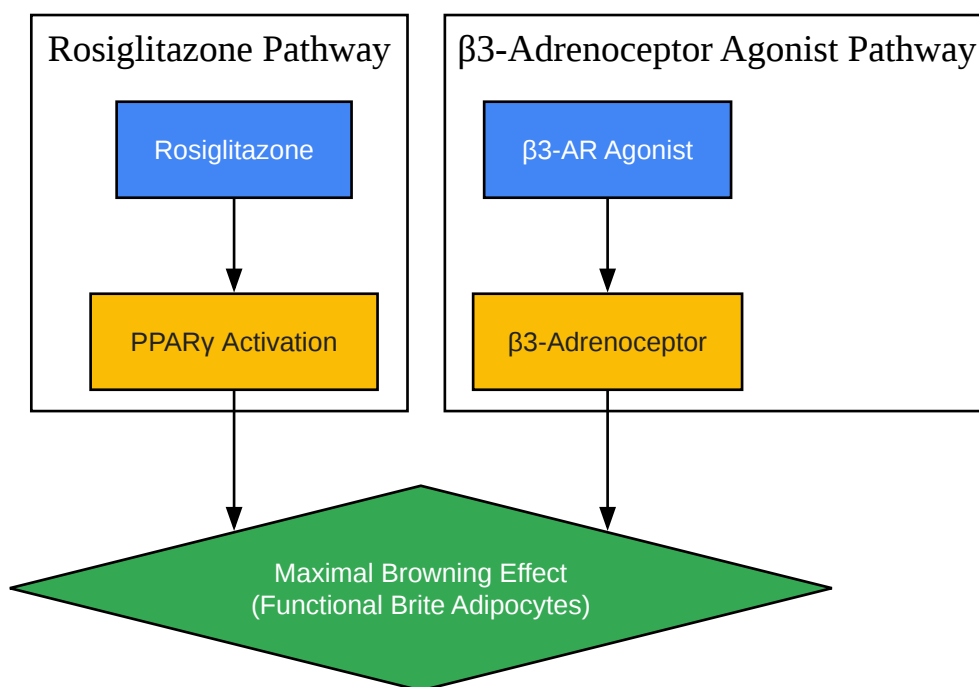 Rosiglitazone Pathway
β3-Adrenoceptor Agonist Pathway
Rosiglitazone
β3-AR Agonist
PPARγ Activation
β3-Adrenoceptor
Maximal Browning Effect
(Functional Brite Adipocytes)